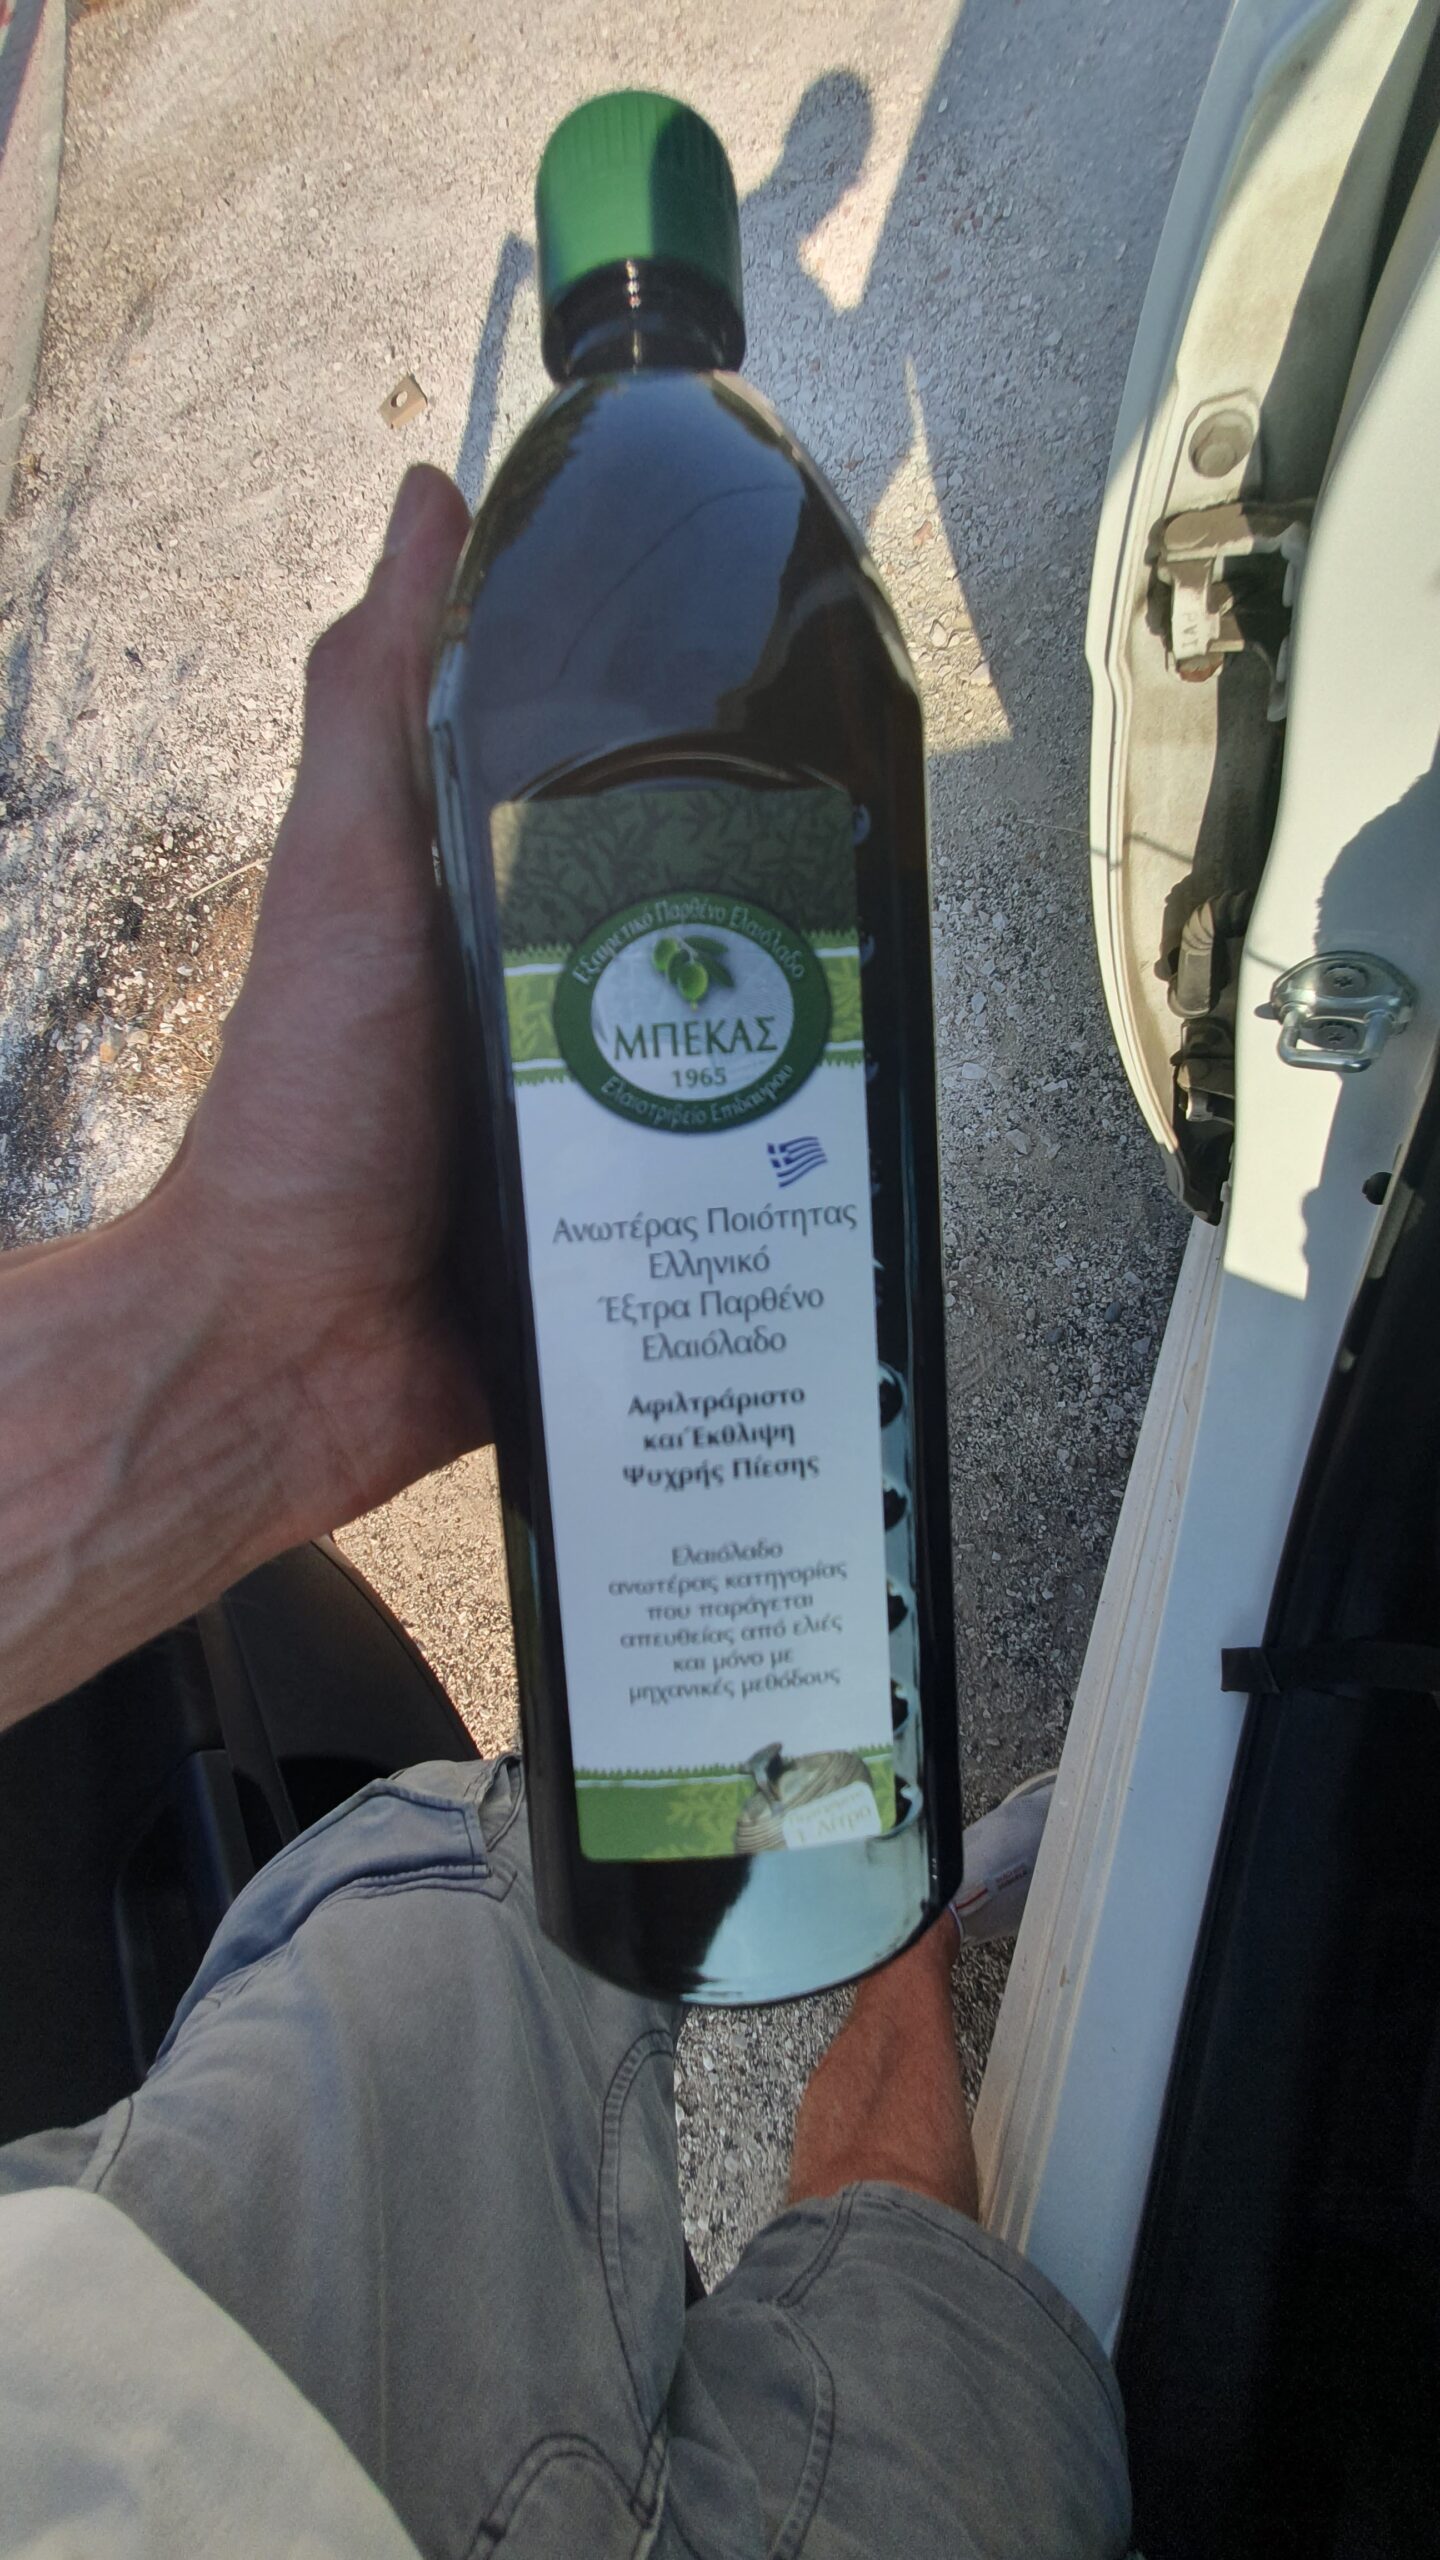 Εξαιρετικό Παρθένο Ελαιόλαδο
ΜΠΕΚΑΣ
1965
Ελαιοτριβείο Επιδαύρου
Ανωτέρας Ποιότητας
Ελληνικό
Έξτρα Παρθένο
Ελαιόλαδο
Αφιλτράριστο
και Έκθλιψη
Ψυχρής Πίεσης
Ελαιόλαδο
ανωτέρας κατηγορίας
που παράγεται
απευθείας από ελιές
και μόνο με
μηχανικές μεθόδους
1 Λίτρο